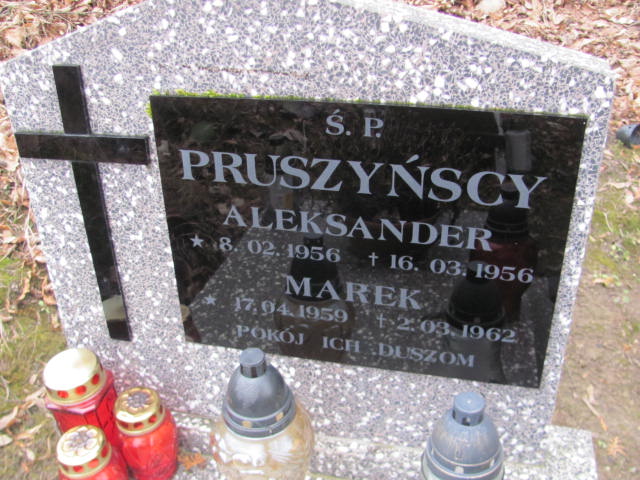 Ś. P.
PRUSZYŃSCY
ALEKSANDER
★ 8. 02. 1956 † 16. 03. 1956
MAREK
★ 17.04.1959 † 2.03.1962
POKÓJ ICH DUSZOM